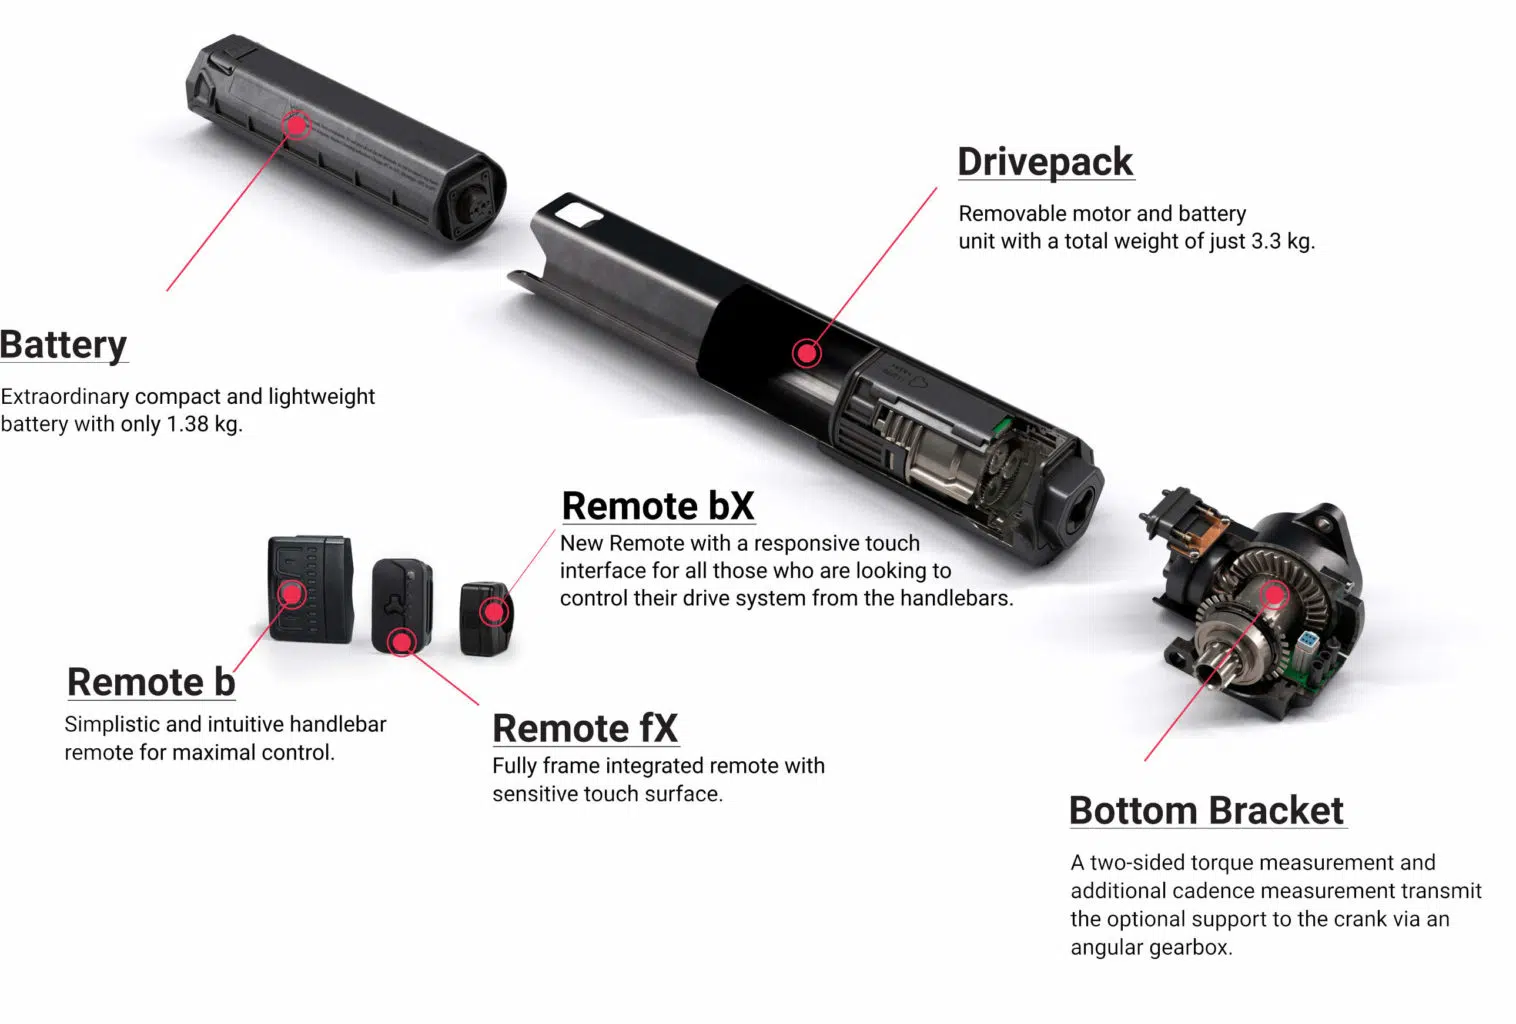 Drivepack
Removable motor and battery
unit with a total weight of just 3.3 kg.
Battery
Extraordinary compact and lightweight
battery with only 1.38 kg.
Remote bX
New Remote with a responsive touch
interface for all those who are looking to
control their drive system from the handlebars.
Remote b
Simplistic and intuitive handlebar
remote for maximal control.
Remote fX
Fully frame integrated remote with
sensitive touch surface.
Bottom Bracket
A two-sided torque measurement and
additional cadence measurement transmit
the optional support to the crank via an
angular gearbox.